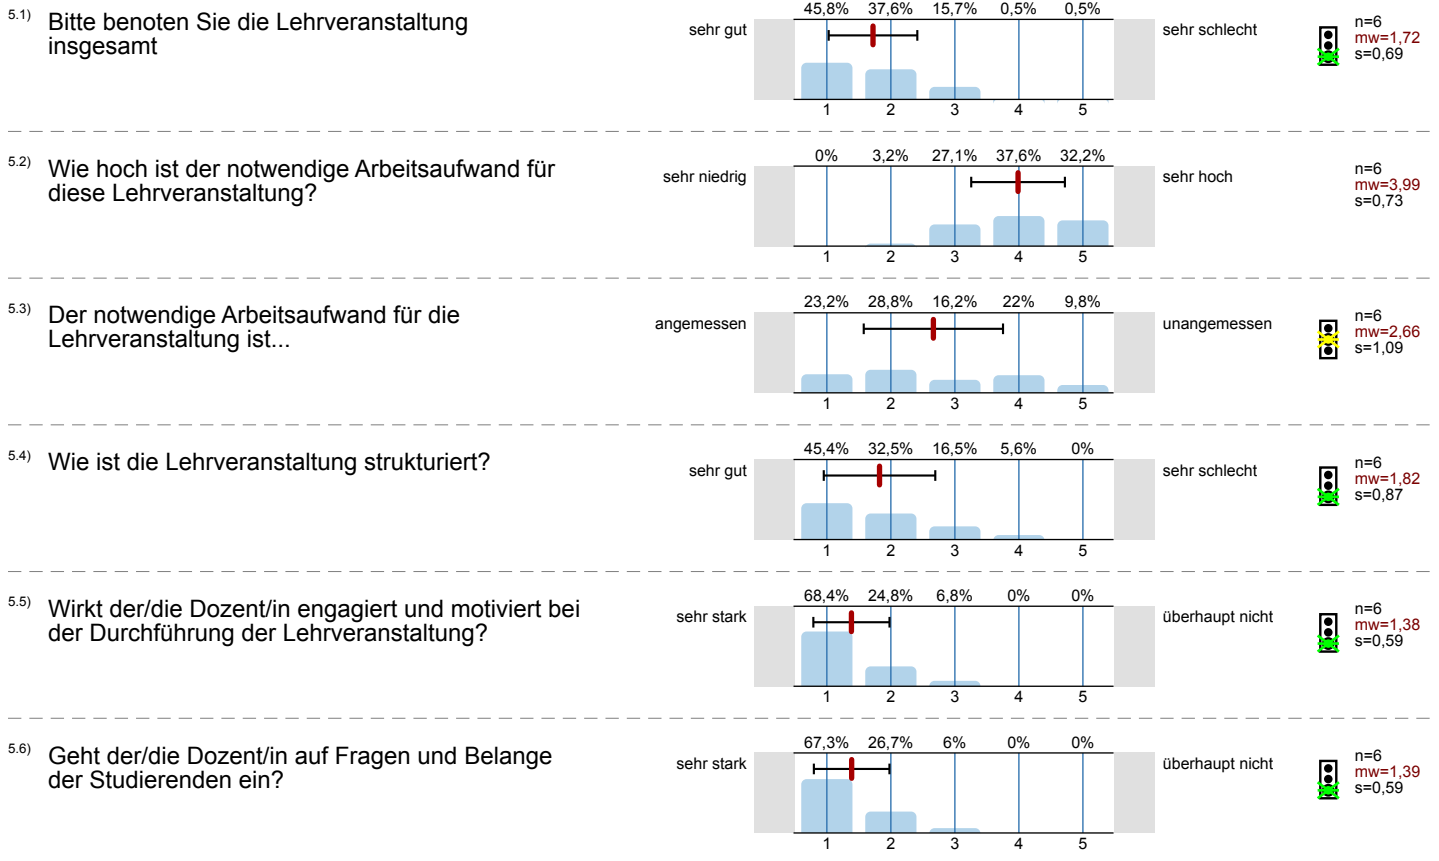 5.1) Bitte benoten Sie die Lehrveranstaltung
insgesamt
sehr gut
45,8% 37,6% 15,7% 0,5% 0,5%
1 2 3 4 5
sehr schlecht
n=6
mw=1,72
s=0,69
5.2) Wie hoch ist der notwendige Arbeitsaufwand für
diese Lehrveranstaltung?
sehr niedrig
0% 3,2% 27,1% 37,6% 32,2%
1 2 3 4 5
sehr hoch
n=6
mw=3,99
s=0,73
5.3) Der notwendige Arbeitsaufwand für die
Lehrveranstaltung ist...
angemessen
23,2% 28,8% 16,2% 22% 9,8%
1 2 3 4 5
unangemessen
n=6
mw=2,66
s=1,09
5.4) Wie ist die Lehrveranstaltung strukturiert?
sehr gut
45,4% 32,5% 16,5% 5,6% 0%
1 2 3 4 5
sehr schlecht
n=6
mw=1,82
s=0,87
5.5) Wirkt der/die Dozent/in engagiert und motiviert bei
der Durchführung der Lehrveranstaltung?
sehr stark
68,4% 24,8% 6,8% 0% 0%
1 2 3 4 5
überhaupt nicht
n=6
mw=1,38
s=0,59
5.6) Geht der/die Dozent/in auf Fragen und Belange
der Studierenden ein?
sehr stark
67,3% 26,7% 6% 0% 0%
1 2 3 4 5
überhaupt nicht
n=6
mw=1,39
s=0,59